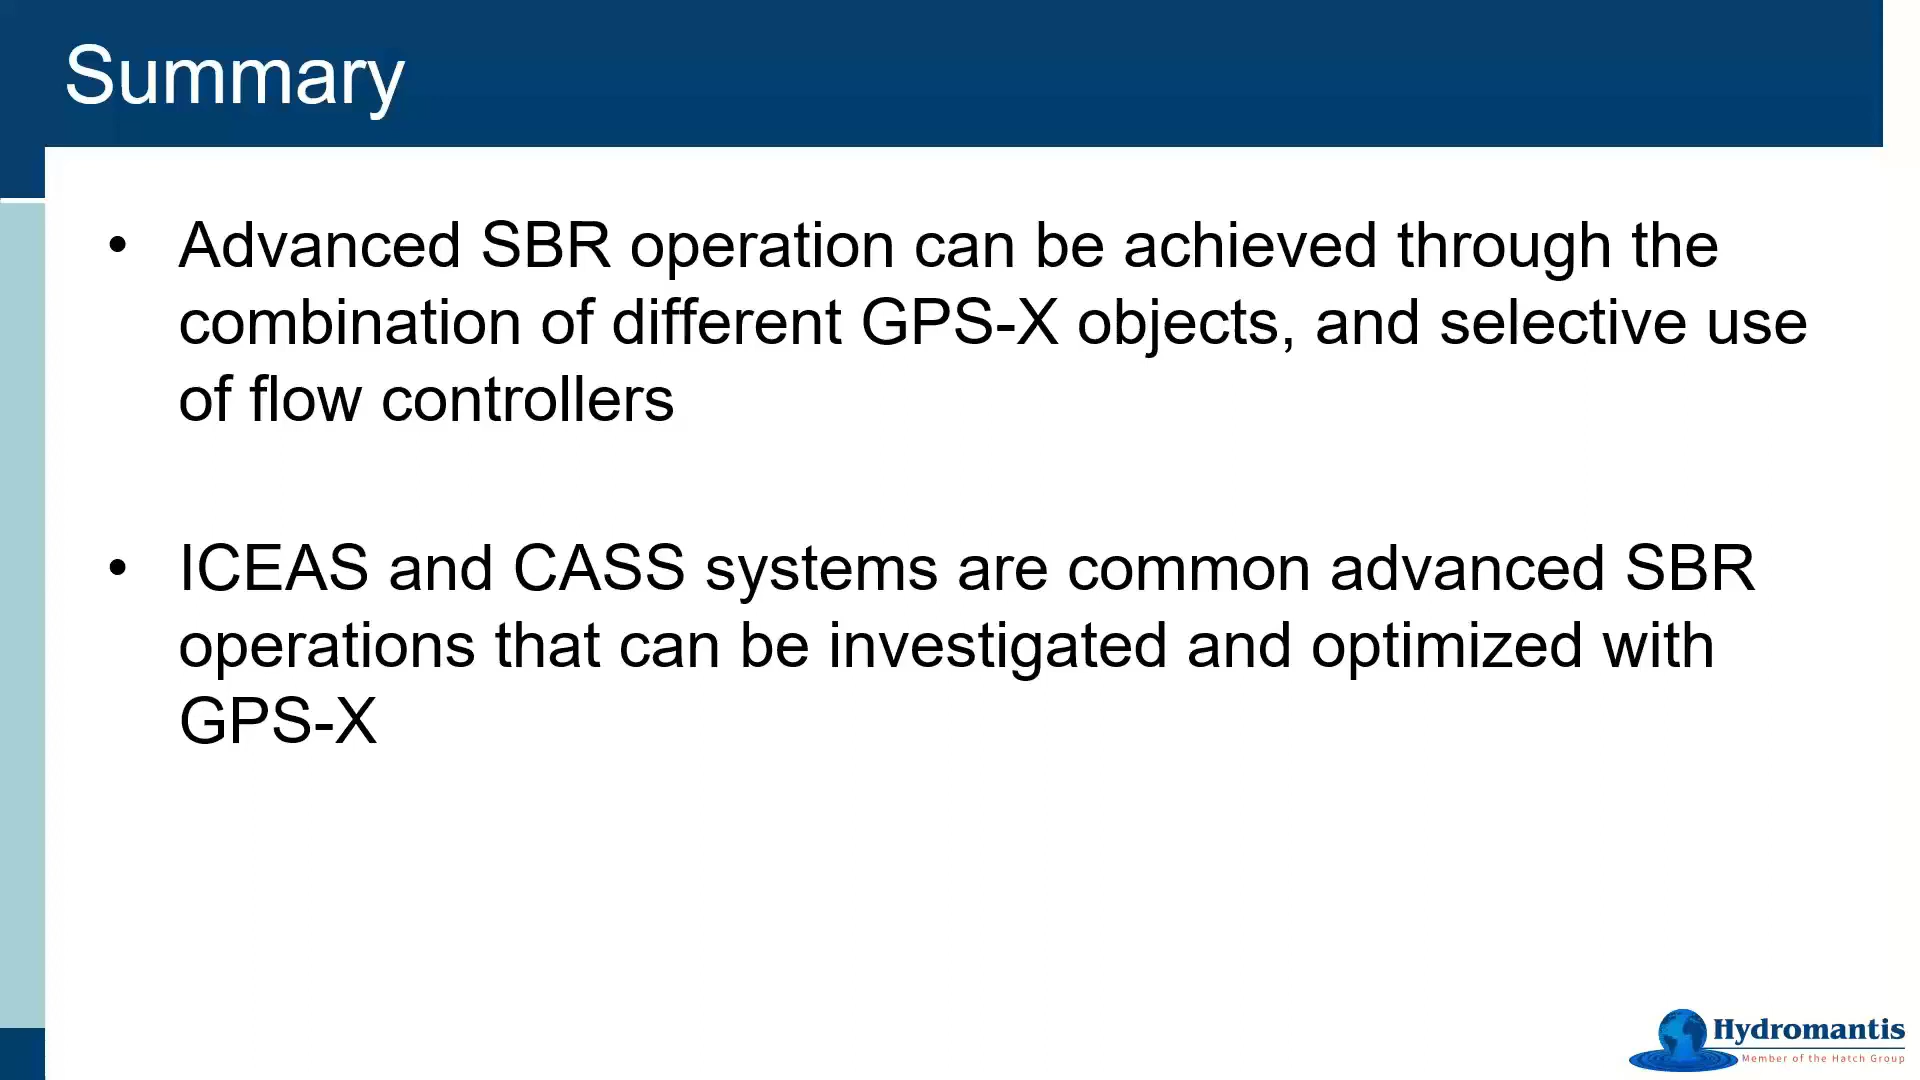 Summary
• Advanced SBR operation can be achieved through the
combination of different GPS-X objects, and selective use
of flow controllers
• ICEAS and CASS systems are common advanced SBR
operations that can be investigated and optimized with
GPS-X
Hydromantis
Member of the Hatch Group